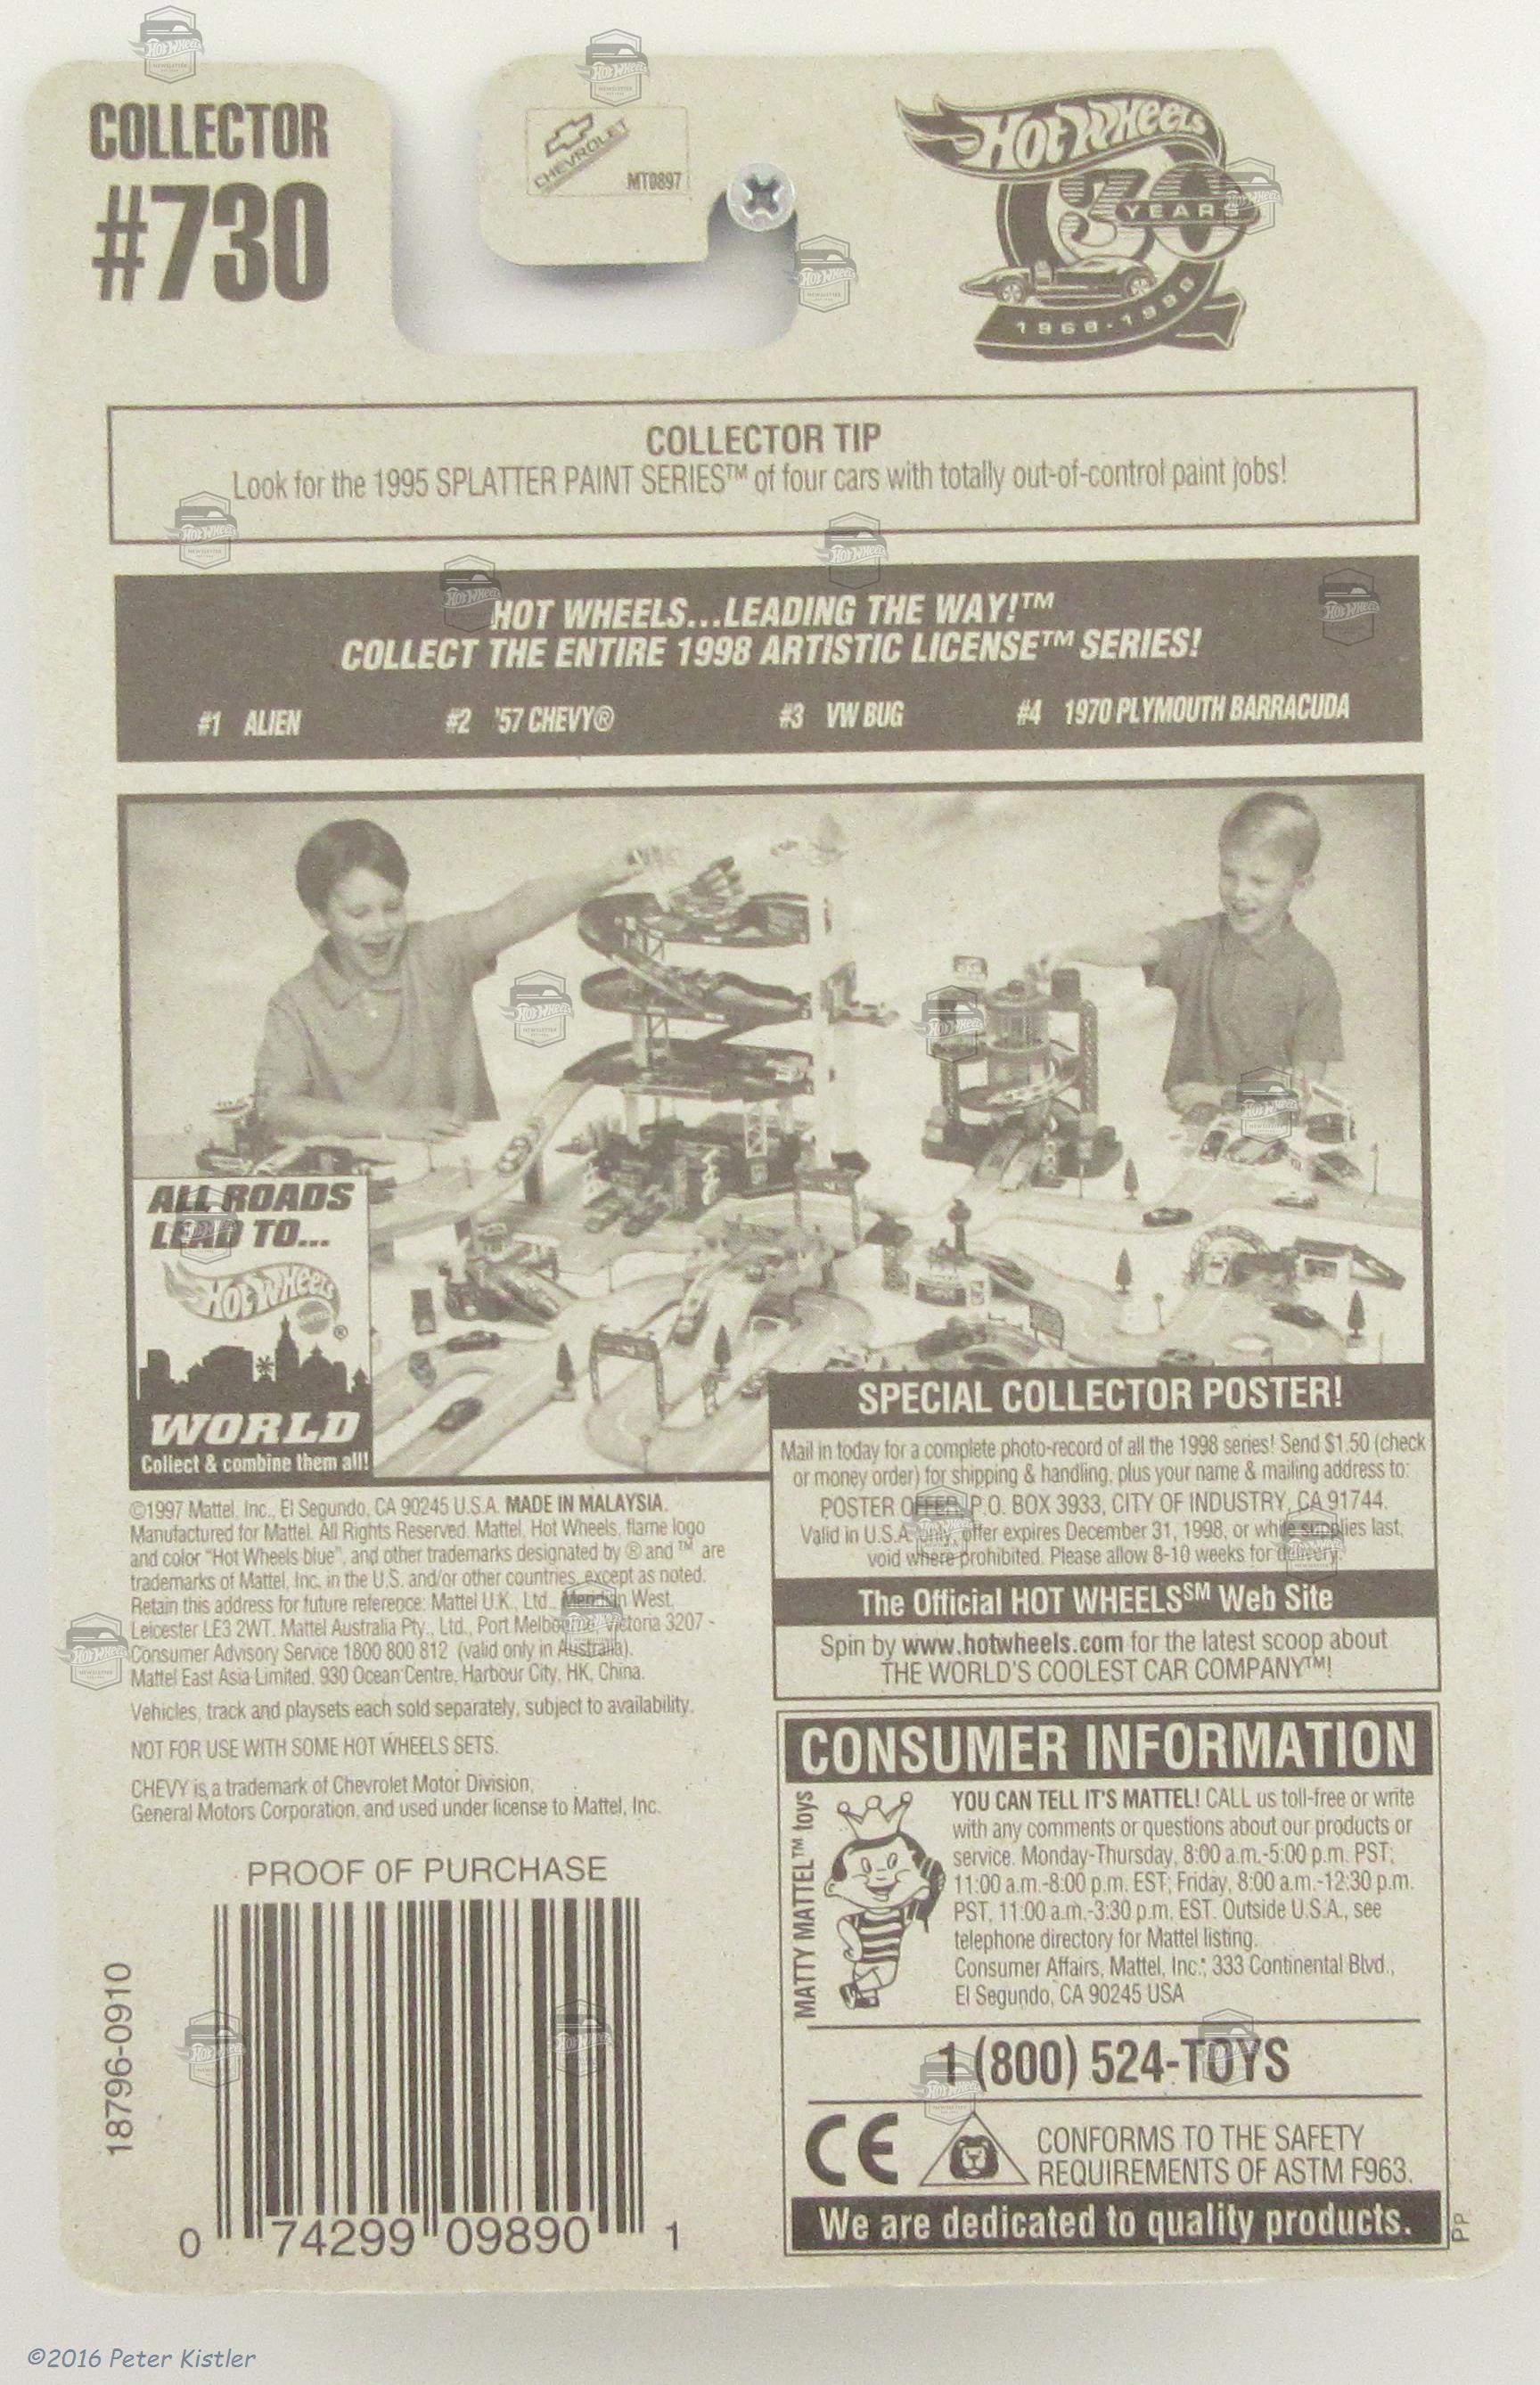 COLLECTOR
#730
CHEVROLET
MT0897
HOT WHEELS
30
YEARS
1968-1998
COLLECTOR TIP
Look for the 1995 SPLATTER PAINT SERIES™ of four cars with totally out-of-control paint jobs!
HOT WHEELS...LEADING THE WAY!™
COLLECT THE ENTIRE 1998 ARTISTIC LICENSE™ SERIES!
#1 ALIEN #2 '57 CHEVY® #3 VW BUG #4 1970 PLYMOUTH BARRACUDA
ALL ROADS
LEAD TO...
HOT WHEELS
®
WORLD
Collect & combine them all!
SPECIAL COLLECTOR POSTER!
Mail in today for a complete photo-record of all the 1998 series! Send $1.50 (check
or money order) for shipping & handling, plus your name & mailing address to:
POSTER OFFER, P.O. BOX 3933, CITY OF INDUSTRY, CA 91744.
Valid in U.S.A. only, offer expires December 31, 1998, or while supplies last,
void where prohibited. Please allow 8-10 weeks for delivery.
The Official HOT WHEELS℠ Web Site
Spin by www.hotwheels.com for the latest scoop about
THE WORLD'S COOLEST CAR COMPANY™!
©1997 Mattel, Inc., El Segundo, CA 90245 U.S.A. MADE IN MALAYSIA.
Manufactured for Mattel. All Rights Reserved. Mattel, Hot Wheels, flame logo
and color "Hot Wheels blue", and other trademarks designated by ® and ™ are
trademarks of Mattel, Inc. in the U.S. and/or other countries, except as noted.
Retain this address for future reference: Mattel U.K., Ltd., Meridian West,
Leicester LE3 2WT. Mattel Australia Pty., Ltd., Port Melbourne, Victoria 3207 -
Consumer Advisory Service 1800 800 812 (valid only in Australia).
Mattel East Asia Limited, 930 Ocean Centre, Harbour City, HK, China.
Vehicles, track and playsets each sold separately, subject to availability.
NOT FOR USE WITH SOME HOT WHEELS SETS.
CHEVY is a trademark of Chevrolet Motor Division,
General Motors Corporation, and used under license to Mattel, Inc.
PROOF OF PURCHASE
18796-0910
0 74299 09890 1
CONSUMER INFORMATION
MATTY MATTEL™ toys
YOU CAN TELL IT'S MATTEL! CALL us toll-free or write
with any comments or questions about our products or
service. Monday-Thursday, 8:00 a.m.-5:00 p.m. PST;
11:00 a.m.-8:00 p.m. EST; Friday, 8:00 a.m.-12:30 p.m.
PST, 11:00 a.m.-3:30 p.m. EST. Outside U.S.A., see
telephone directory for Mattel listing.
Consumer Affairs, Mattel, Inc., 333 Continental Blvd.,
El Segundo, CA 90245 USA
1 (800) 524-TOYS
CE
CONFORMS TO THE SAFETY
REQUIREMENTS OF ASTM F963.
We are dedicated to quality products.
PP
©2016 Peter Kistler